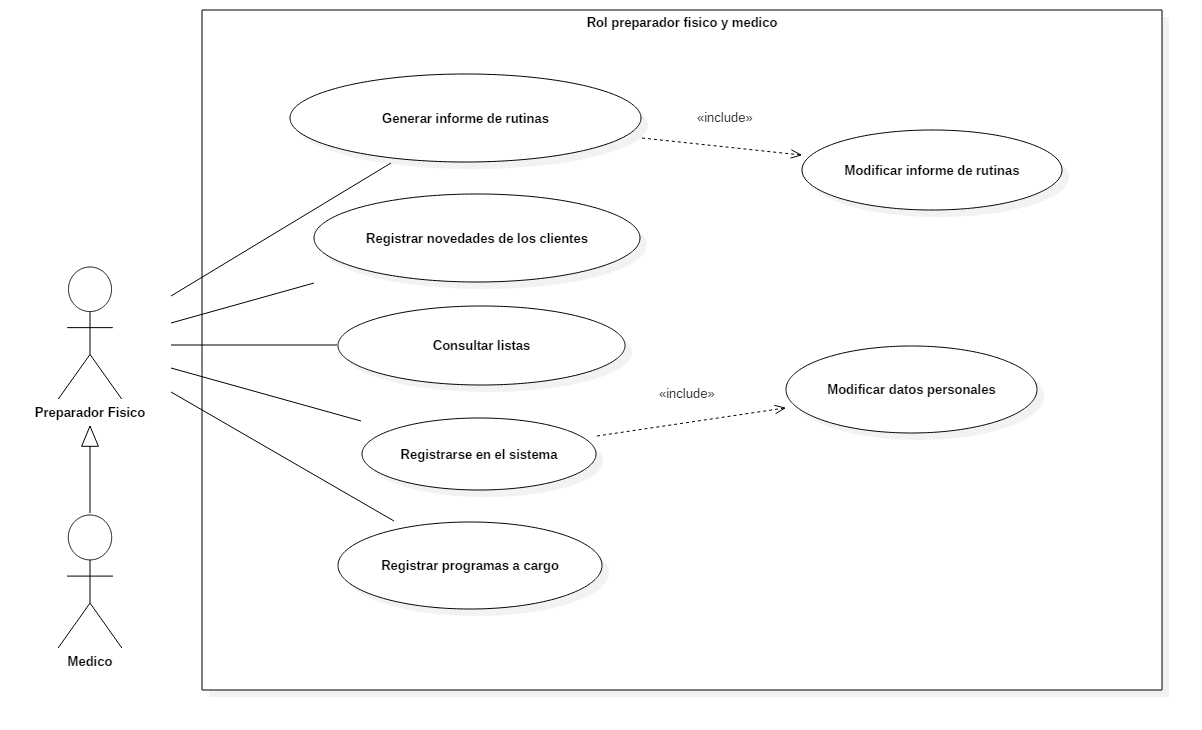 Rol preparador fisico y medico
Generar informe de rutinas
«include»
Modificar informe de rutinas
Registrar novedades de los clientes
Consultar listas
«include»
Modificar datos personales
Preparador Fisico
Registrarse en el sistema
Registrar programas a cargo
Medico